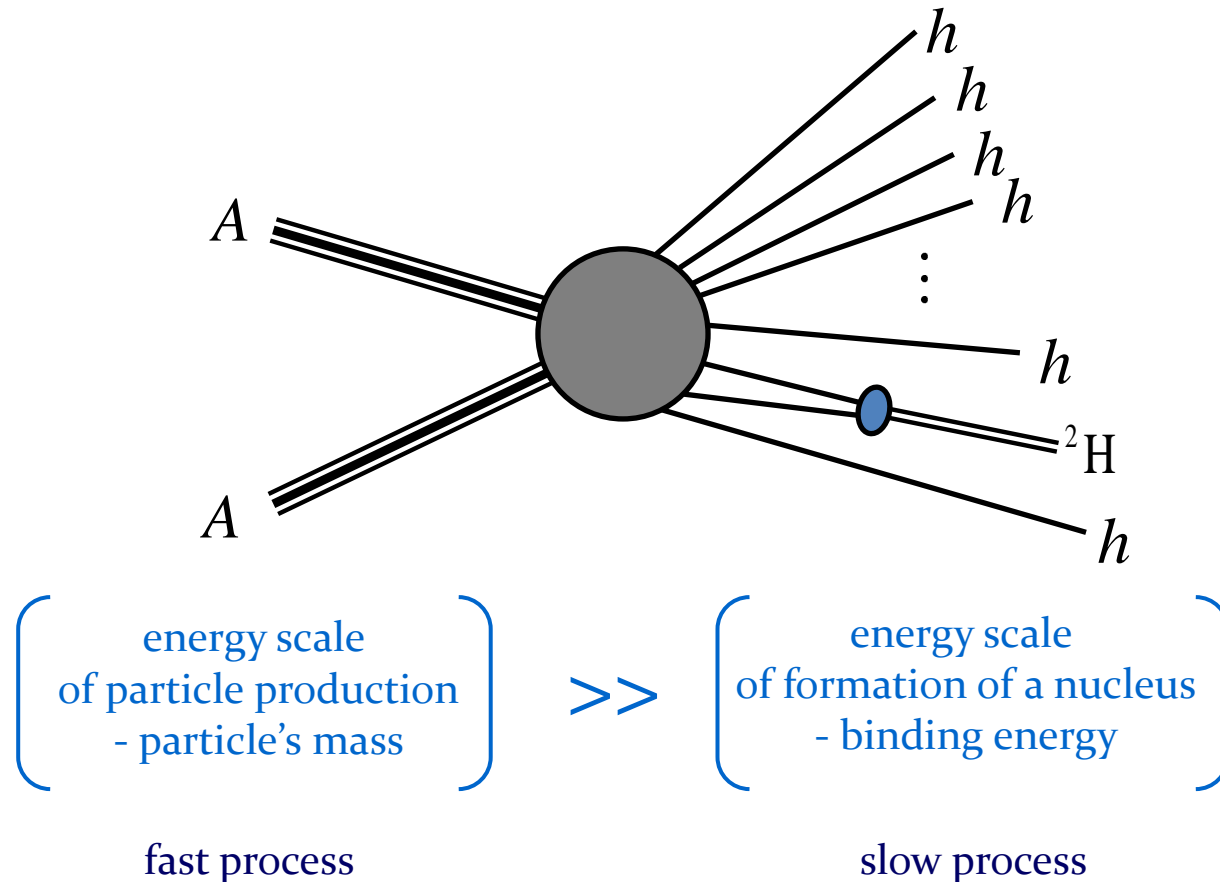 h
h
h
h
A
⋮
h
²H
A
h
energy scale
of particle production
- particle’s mass
>>
energy scale
of formation of a nucleus
- binding energy
fast process
slow process